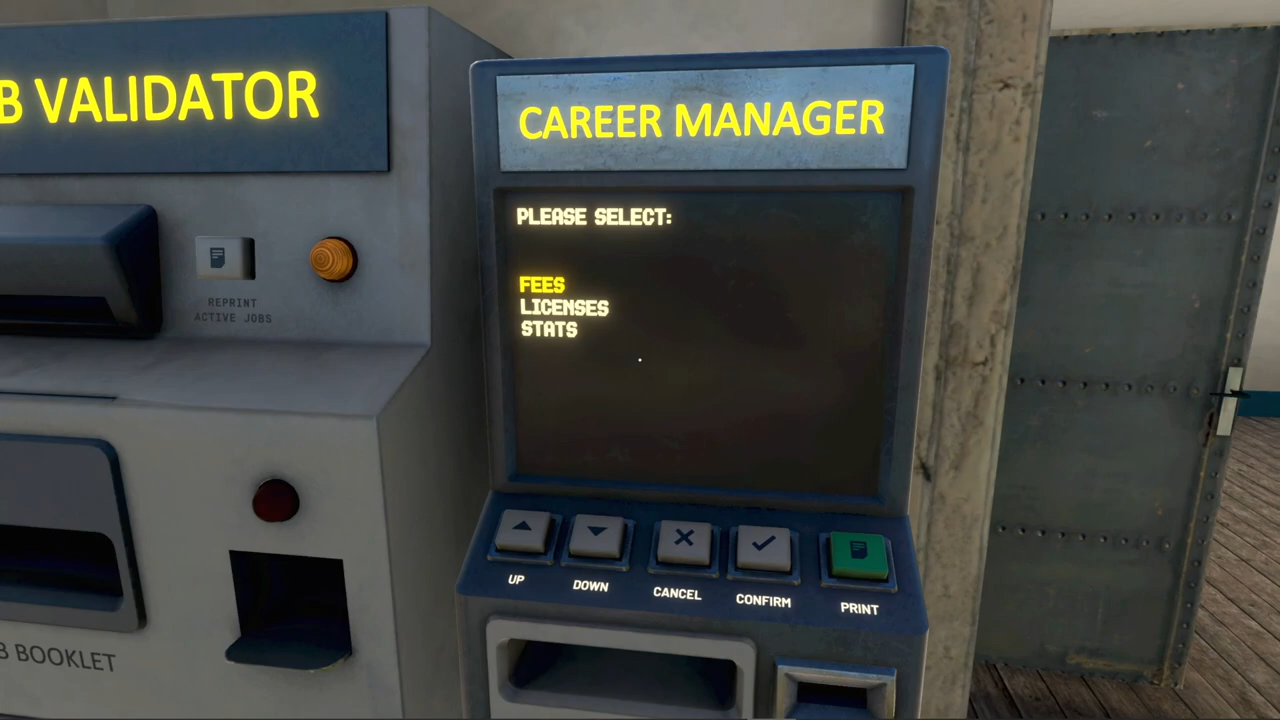 B VALIDATOR
REPRINT
ACTIVE JOBS
B BOOKLET
CAREER MANAGER
PLEASE SELECT:
FEES
LICENSES
STATS
UP
DOWN
CANCEL
CONFIRM
PRINT